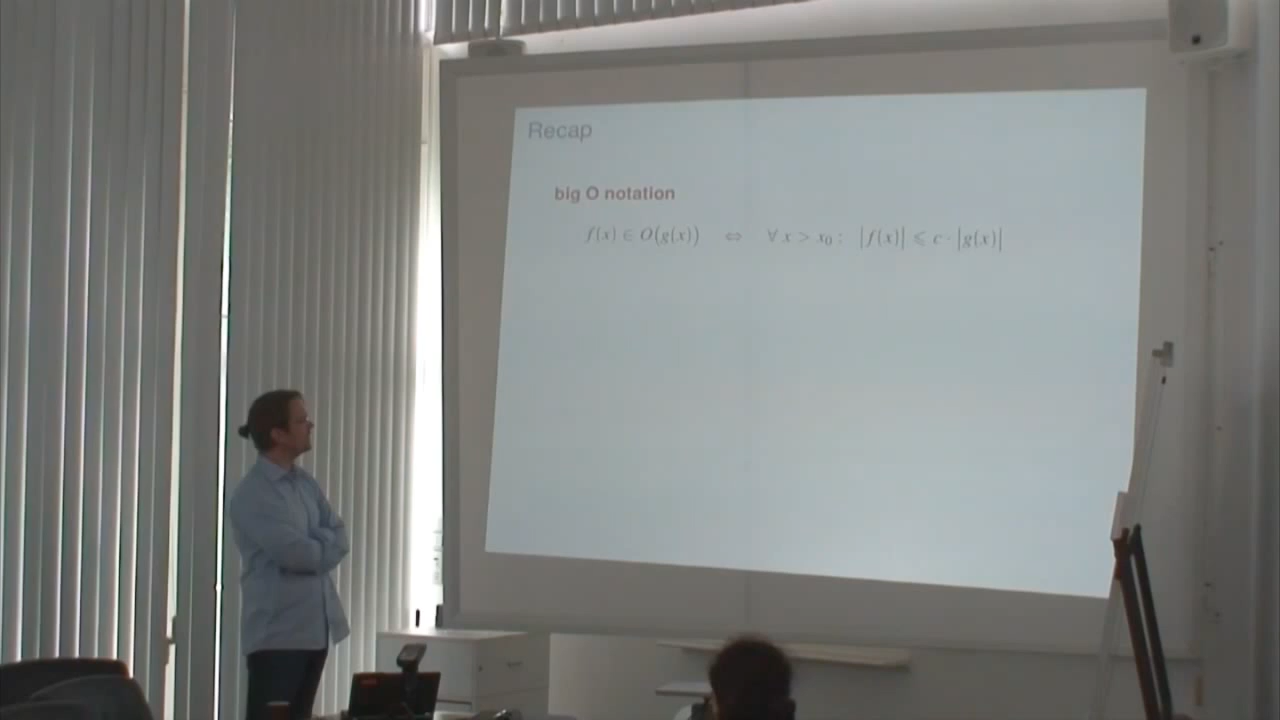 Recap
big O notation
f(x) ∈ O(g(x)) ⇔ ∀ x > x₀ : |f(x)| ⩽ c · |g(x)|